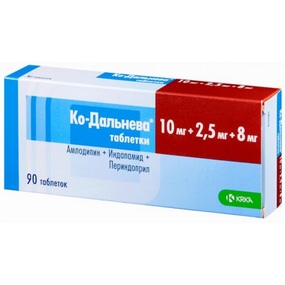 Ко-Дальнева®
таблетки
10 мг + 2,5 мг + 8 мг
Амлодипин + Индапамид +
Периндоприл
90 таблеток
KRKA